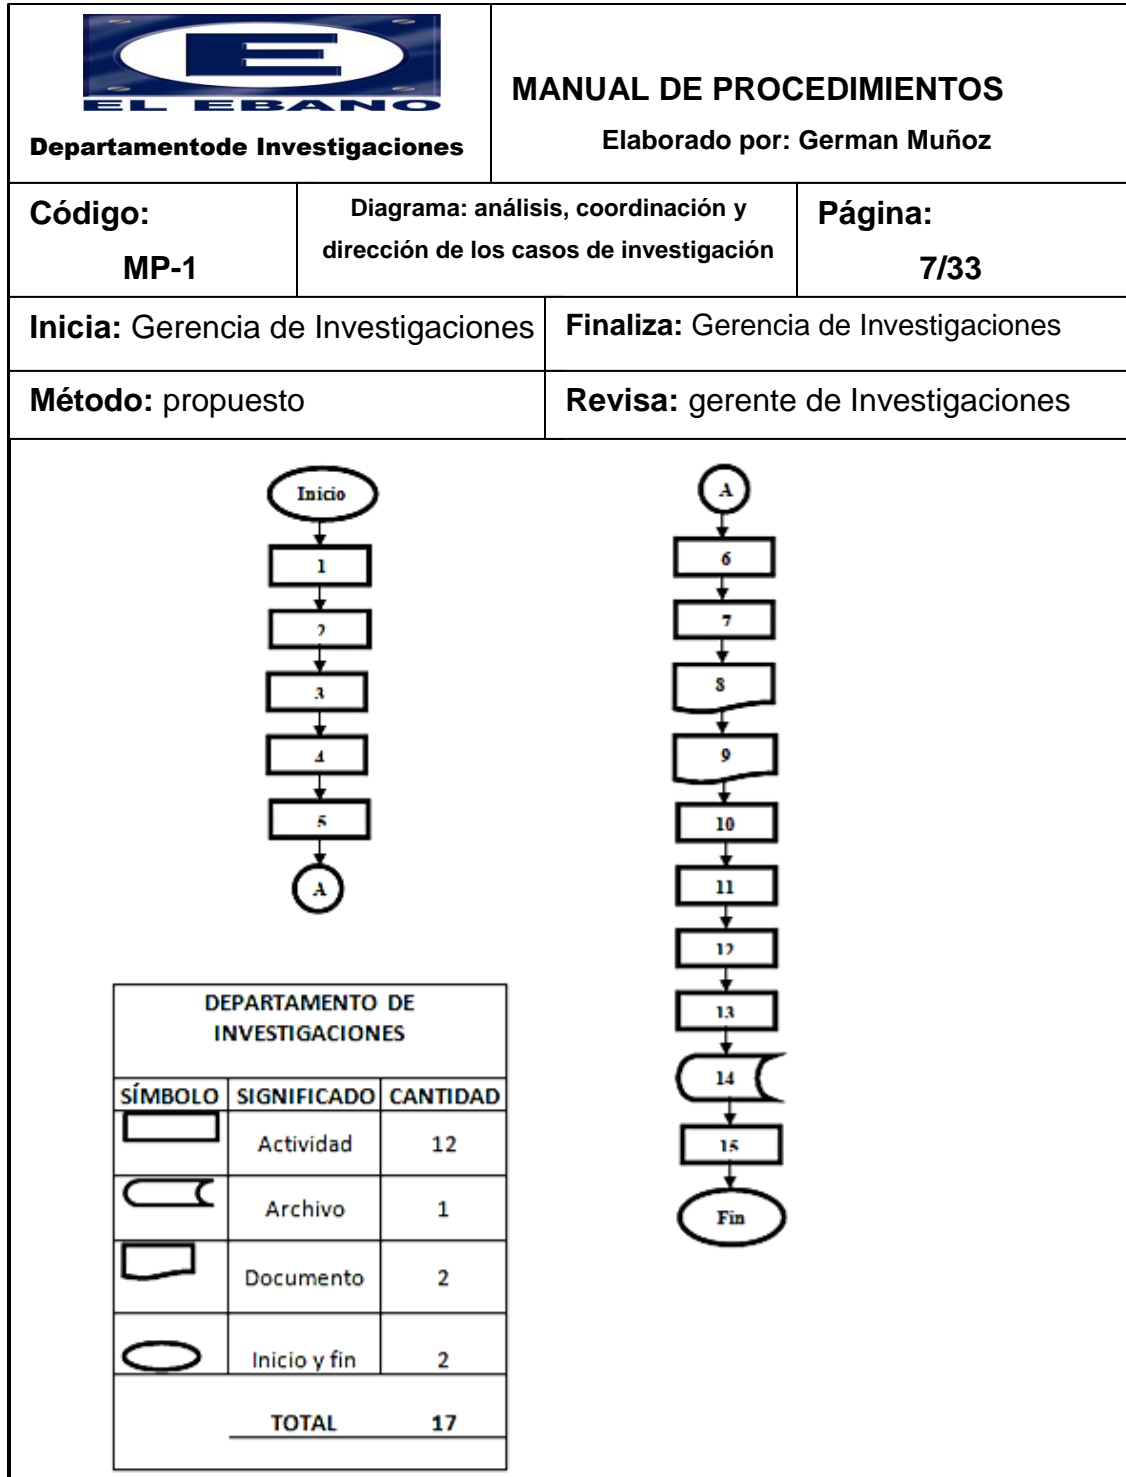 E
EL EBANO
Departamentode Investigaciones
MANUAL DE PROCEDIMIENTOS
Elaborado por: German Muñoz
Código:
MP-1
Diagrama: análisis, coordinación y
dirección de los casos de investigación
Página:
7/33
Inicia: Gerencia de Investigaciones
Finaliza: Gerencia de Investigaciones
Método: propuesto
Revisa: gerente de Investigaciones
Inicio
1
2
3
4
5
A
A
6
7
8
9
10
11
12
13
14
15
Fin
DEPARTAMENTO DE
INVESTIGACIONES
SÍMBOLO SIGNIFICADO CANTIDAD
Actividad 12
Archivo 1
Documento 2
Inicio y fin 2
TOTAL 17